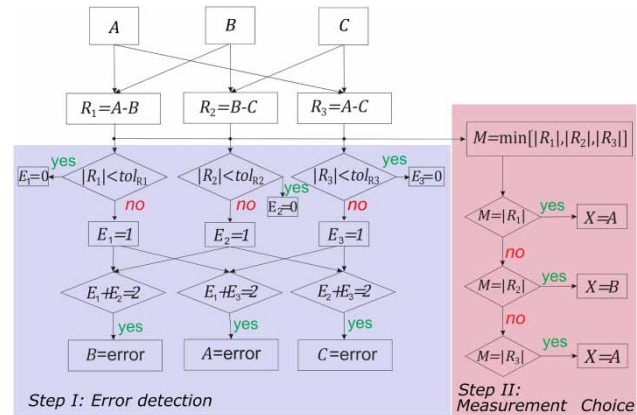 A
B
C
R₁=A-B
R₂=B-C
R₃=A-C
M=min[|R₁|,|R₂|,|R₃|]
E₁=0
yes
|R₁|<tol_R1
|R₂|<tol_R2
yes
E₂=0
|R₃|<tol_R3
yes
E₃=0
no
no
no
E₁=1
E₂=1
E₃=1
E₁+E₂=2
E₁+E₃=2
E₂+E₃=2
yes
yes
yes
B=error
A=error
C=error
Step I: Error detection
M=|R₁|
yes
X=A
no
M=|R₂|
yes
X=B
no
M=|R₃|
yes
X=A
Step II:
Measurement Choice